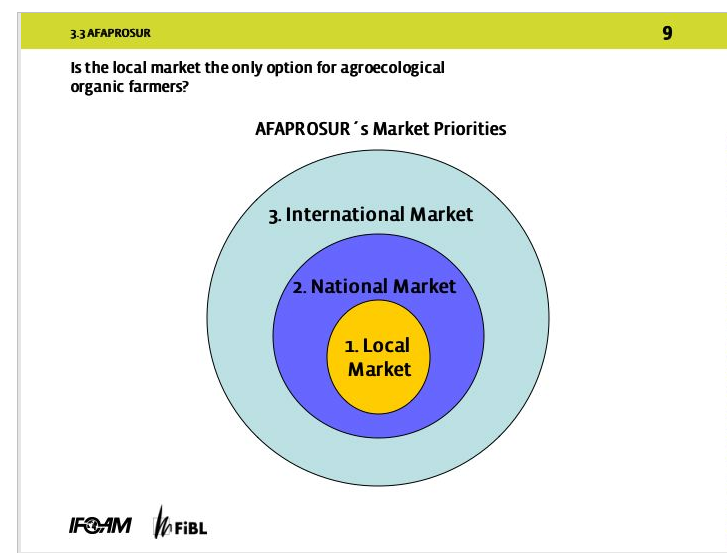 3.3 AFAPROSUR
9
Is the local market the only option for agroecological
organic farmers?
AFAPROSUR´s Market Priorities
3. International Market
2. National Market
1. Local
Market
IFOAM
FiBL